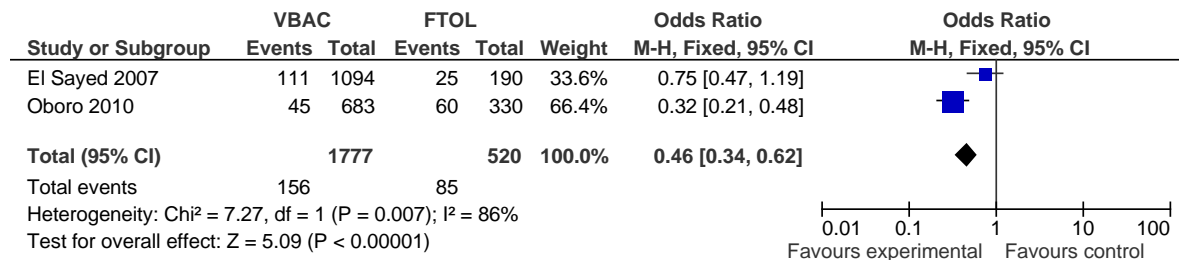 VBAC FTOL Odds Ratio Odds Ratio
Study or Subgroup Events Total Events Total Weight M-H, Fixed, 95% CI M-H, Fixed, 95% CI
El Sayed 2007 111 1094 25 190 33.6% 0.75 [0.47, 1.19]
Oboro 2010 45 683 60 330 66.4% 0.32 [0.21, 0.48]
Total (95% CI) 1777 520 100.0% 0.46 [0.34, 0.62]
Total events 156 85
Heterogeneity: Chi² = 7.27, df = 1 (P = 0.007); I² = 86%
Test for overall effect: Z = 5.09 (P < 0.00001)
0.01 0.1 1 10 100
Favours experimental Favours control